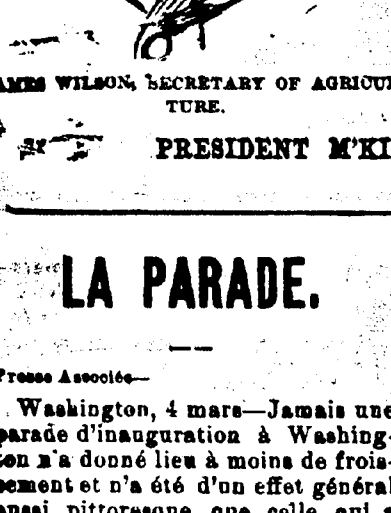 JAMES WILSON, SECRETARY OF AGRICUL
TURE.
PRESIDENT M'KI
LA PARADE.
Presse Associée—
Washington, 4 mars—Jamais une
parade d'inauguration à Washing-
ton n'a donné lieu à moins de frois-
sement et n'a été d'un effet général
aussi pittoresque que celle qui a